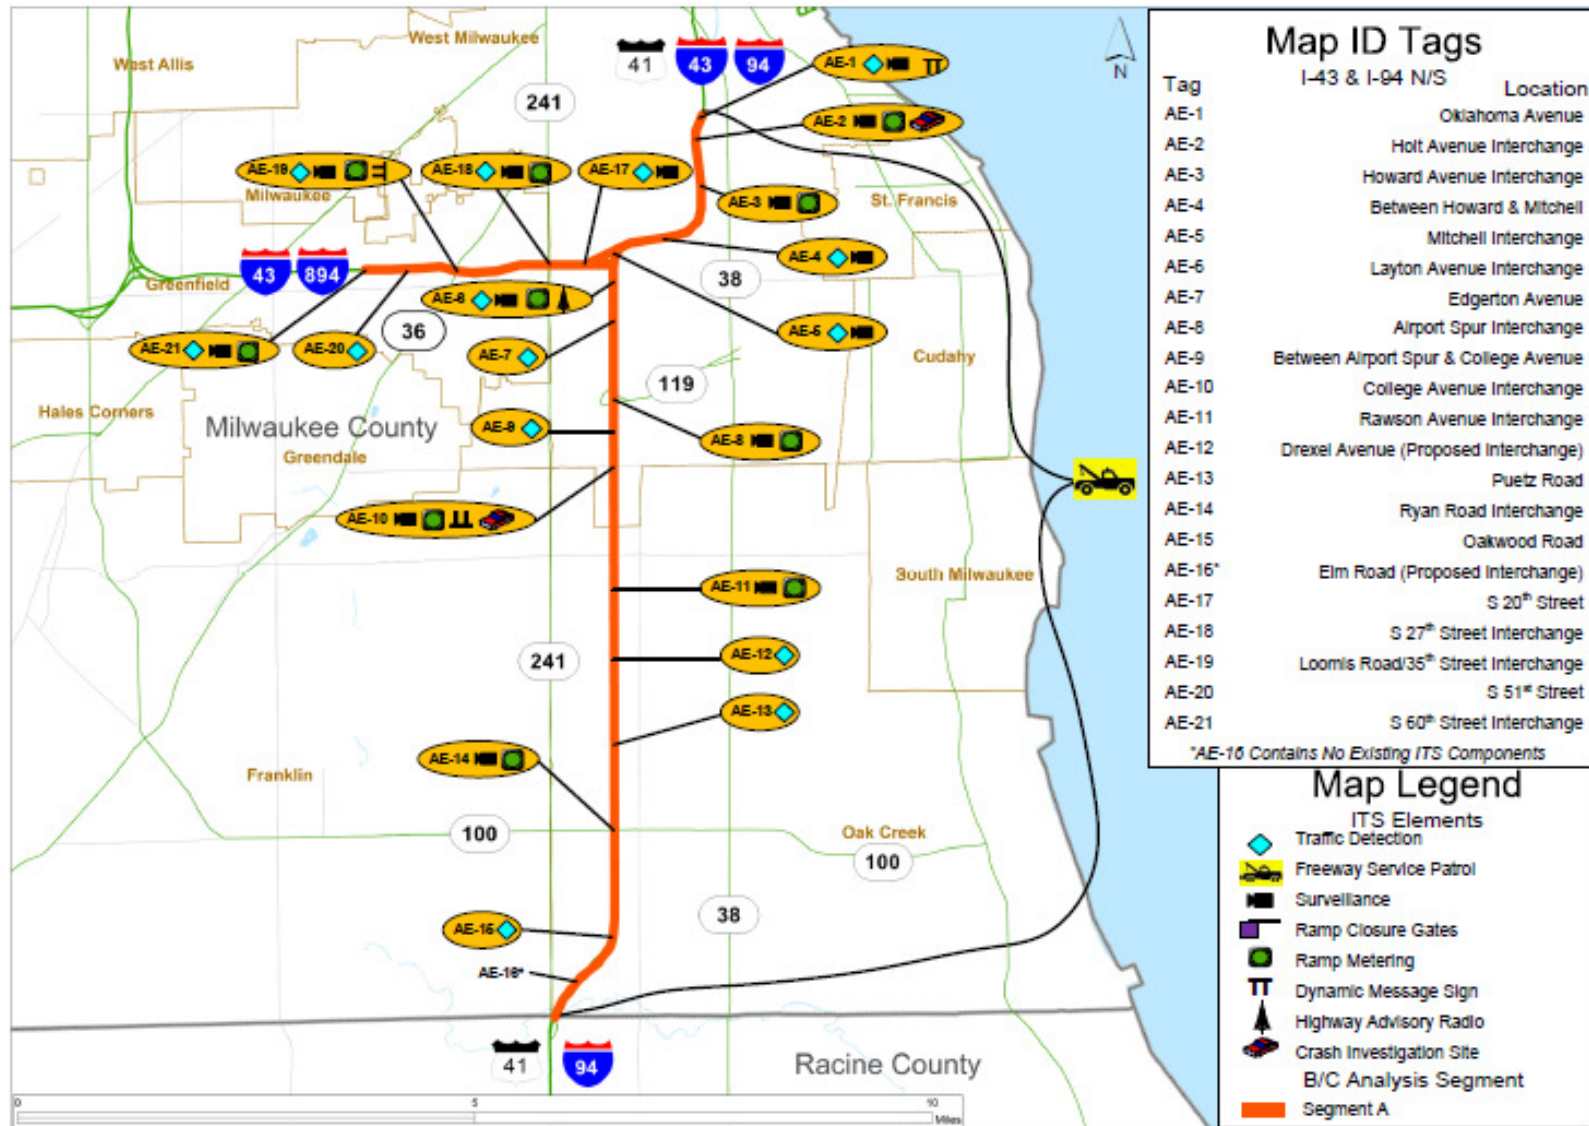 West Milwaukee
West Allis
41
43
94
AE-1
N
241
AE-2
AE-19
AE-18
AE-17
Milwaukee
AE-3
St. Francis
AE-4
43
894
38
Greenfield
AE-6
36
AE-5
AE-21
AE-20
AE-7
Cudahy
119
Hales Corners
Milwaukee County
AE-9
AE-8
Greendale
AE-10
AE-11
South Milwaukee
241
AE-12
AE-13
AE-14
Franklin
100
Oak Creek
100
38
AE-15
AE-16*
41
94
Racine County
0
5
10
Miles
Map ID Tags
I-43 & I-94 N/S
Tag Location
AE-1 Oklahoma Avenue
AE-2 Holt Avenue Interchange
AE-3 Howard Avenue Interchange
AE-4 Between Howard & Mitchell
AE-5 Mitchell Interchange
AE-6 Layton Avenue Interchange
AE-7 Edgerton Avenue
AE-8 Airport Spur Interchange
AE-9 Between Airport Spur & College Avenue
AE-10 College Avenue Interchange
AE-11 Rawson Avenue Interchange
AE-12 Drexel Avenue (Proposed Interchange)
AE-13 Puetz Road
AE-14 Ryan Road Interchange
AE-15 Oakwood Road
AE-16* Elm Road (Proposed Interchange)
AE-17 S 20th Street
AE-18 S 27th Street Interchange
AE-19 Loomis Road/35th Street Interchange
AE-20 S 51st Street
AE-21 S 60th Street Interchange
*AE-16 Contains No Existing ITS Components
Map Legend
ITS Elements
Traffic Detection
Freeway Service Patrol
Surveillance
Ramp Closure Gates
Ramp Metering
Dynamic Message Sign
Highway Advisory Radio
Crash Investigation Site
B/C Analysis Segment
Segment A